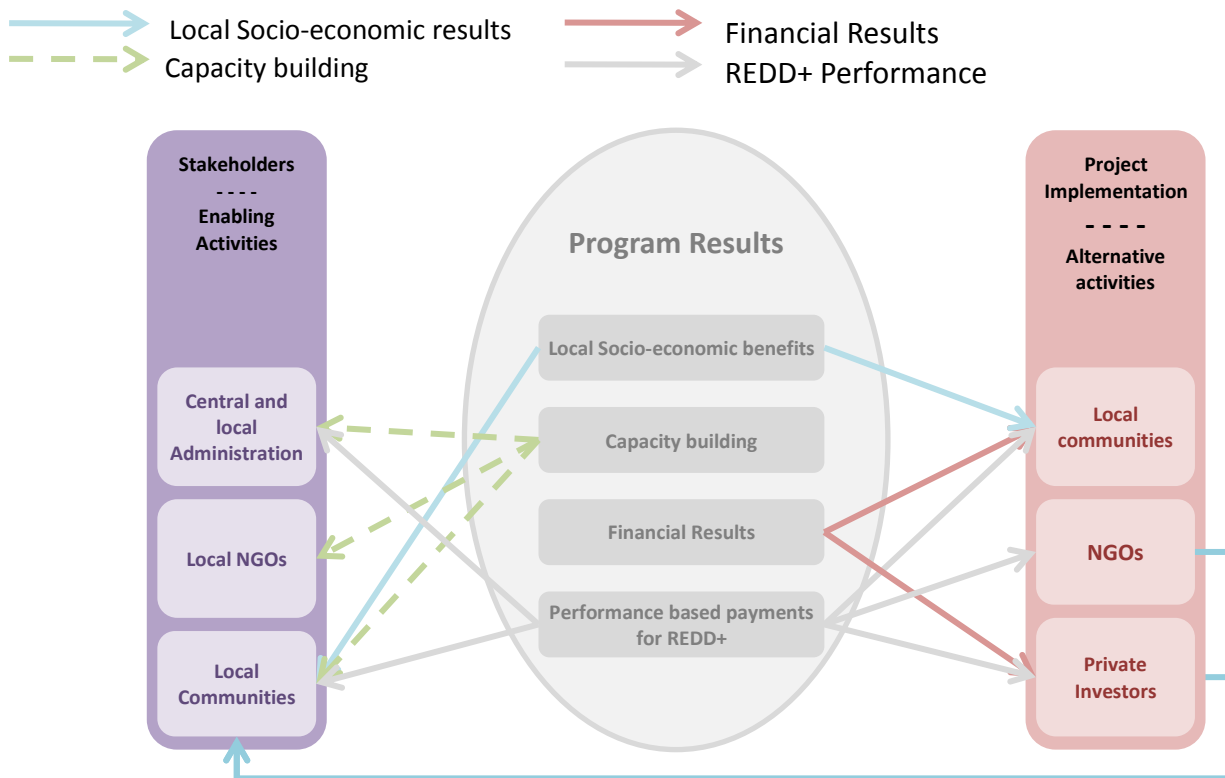 Local Socio-economic results
Capacity building
Financial Results
REDD+ Performance
Stakeholders
- - - -
Enabling
Activities
Central and
local
Administration
Local NGOs
Local
Communities
Program Results
Local Socio-economic benefits
Capacity building
Financial Results
Performance based payments
for REDD+
Project
Implementation
- - - -
Alternative
activities
Local
communities
NGOs
Private
Investors